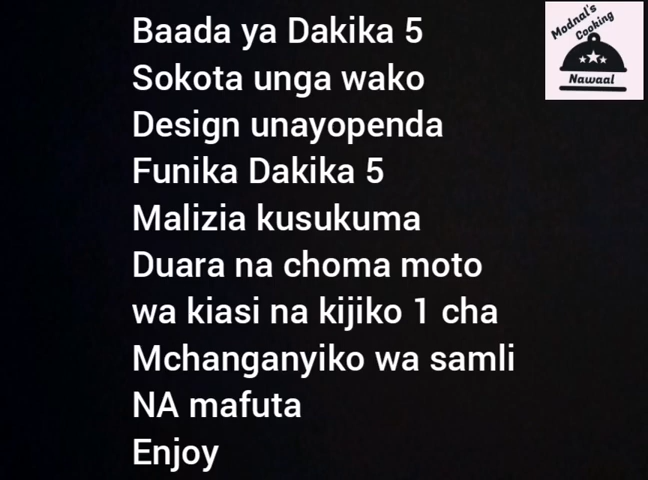 Baada ya Dakika 5
Sokota unga wako
Design unayopenda
Funika Dakika 5
Malizia kusukuma
Duara na choma moto
wa kiasi na kijiko 1 cha
Mchanganyiko wa samli
NA mafuta
Enjoy
Modnal's
Cooking
Nawaal